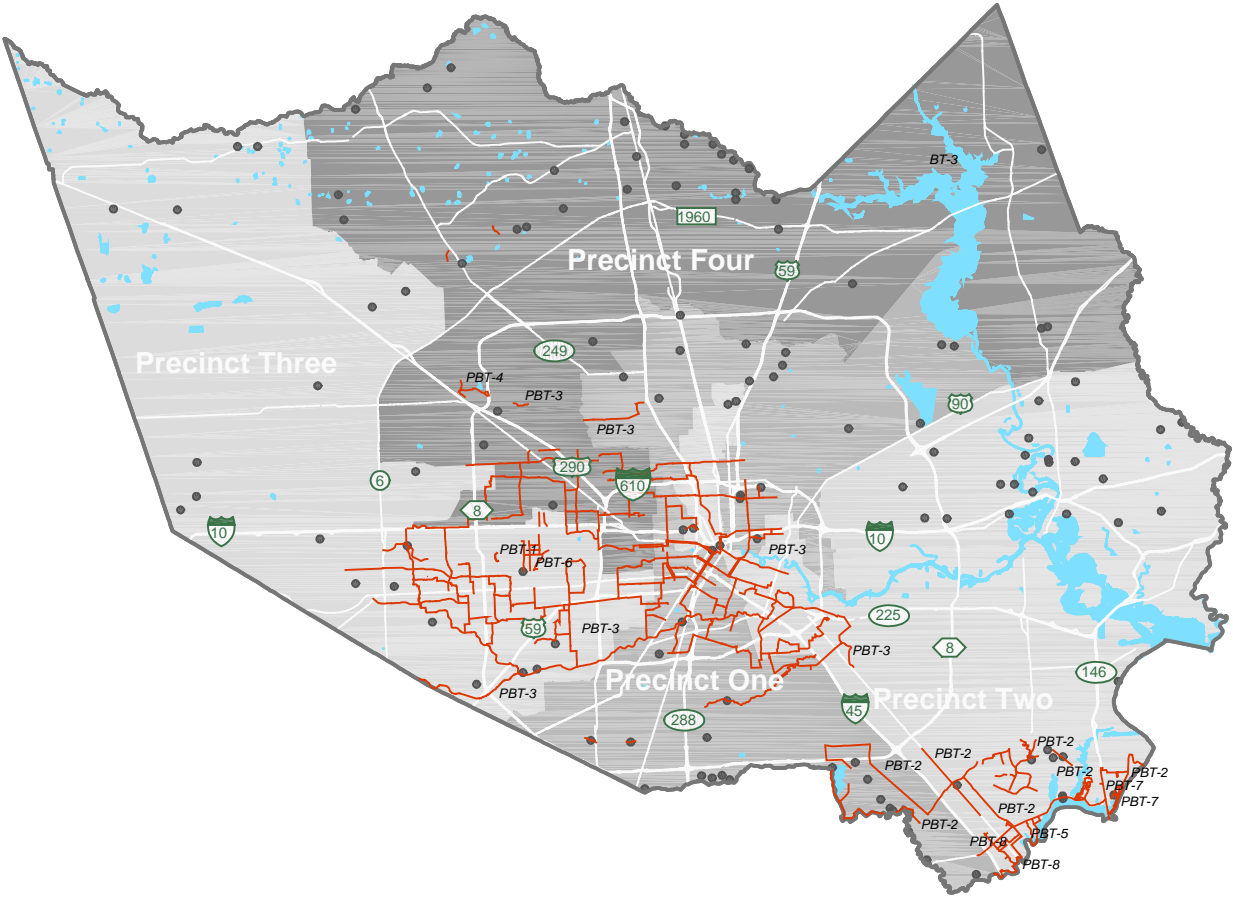 BT-3
1960
Precinct Four
59
249
Precinct Three
PBT-4
PBT-3
90
PBT-3
290
6
610
8
10
10
PBT-1
PBT-3
PBT-6
225
59
PBT-3
8
PBT-3
146
Precinct One
PBT-3
Precinct Two
45
288
PBT-2
PBT-2
PBT-2
PBT-2
PBT-2
PBT-7
PBT-7
PBT-2
PBT-2
PBT-5
PBT-8
PBT-8